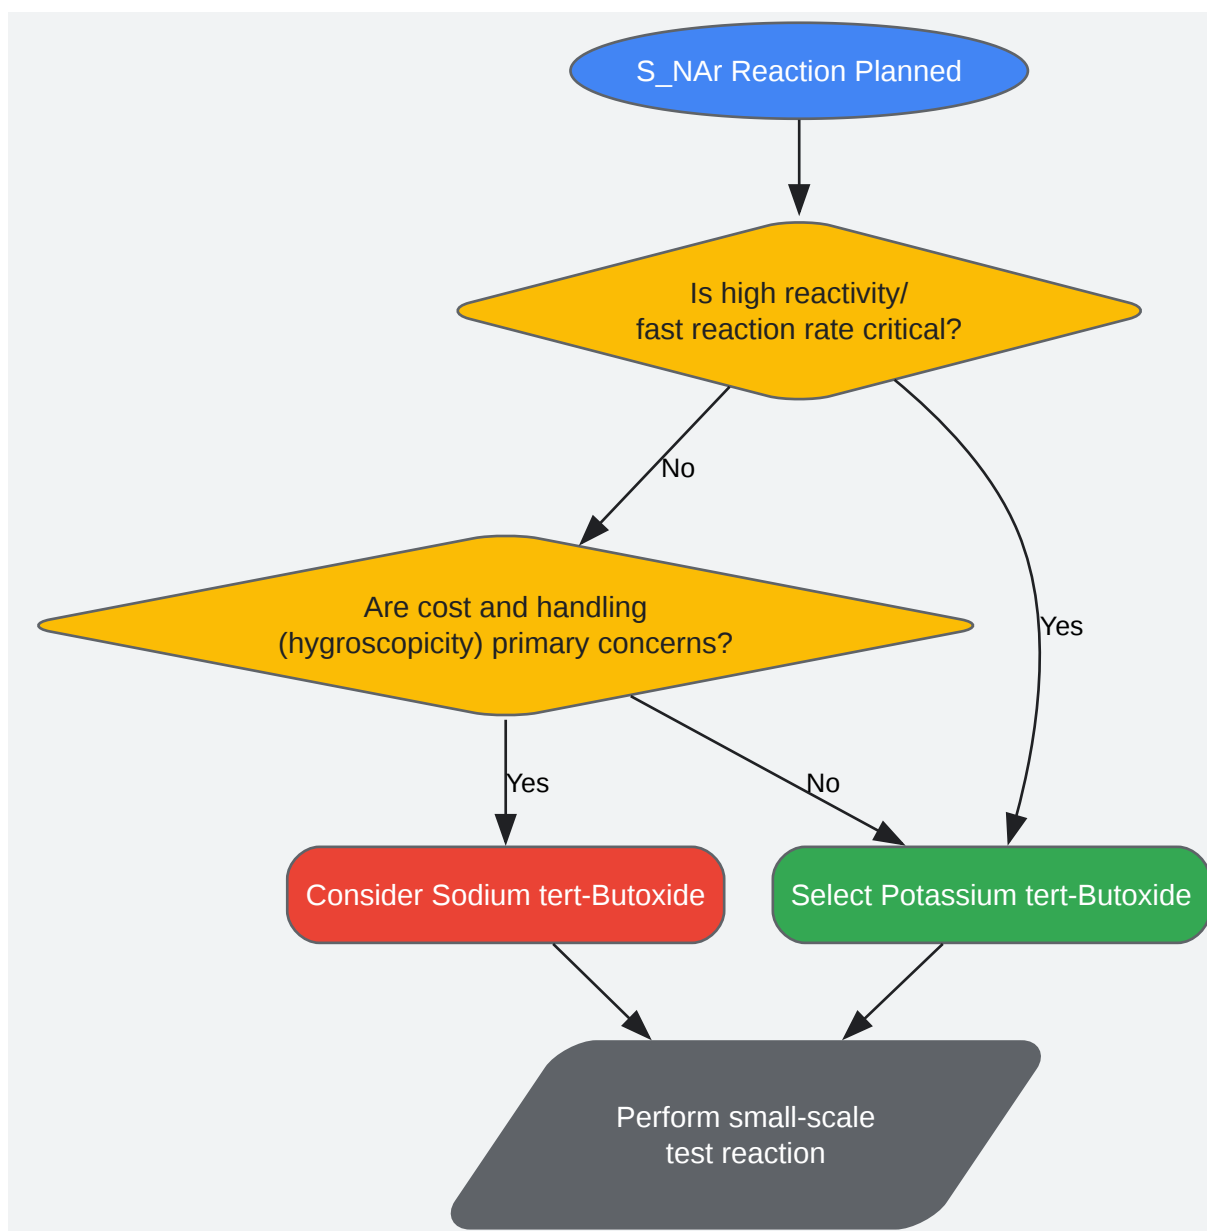 S_NAr Reaction Planned
Is high reactivity/
fast reaction rate critical?
No
Are cost and handling
(hygroscopicity) primary concerns?
Yes
Yes
No
Consider Sodium tert-Butoxide
Select Potassium tert-Butoxide
Perform small-scale
test reaction